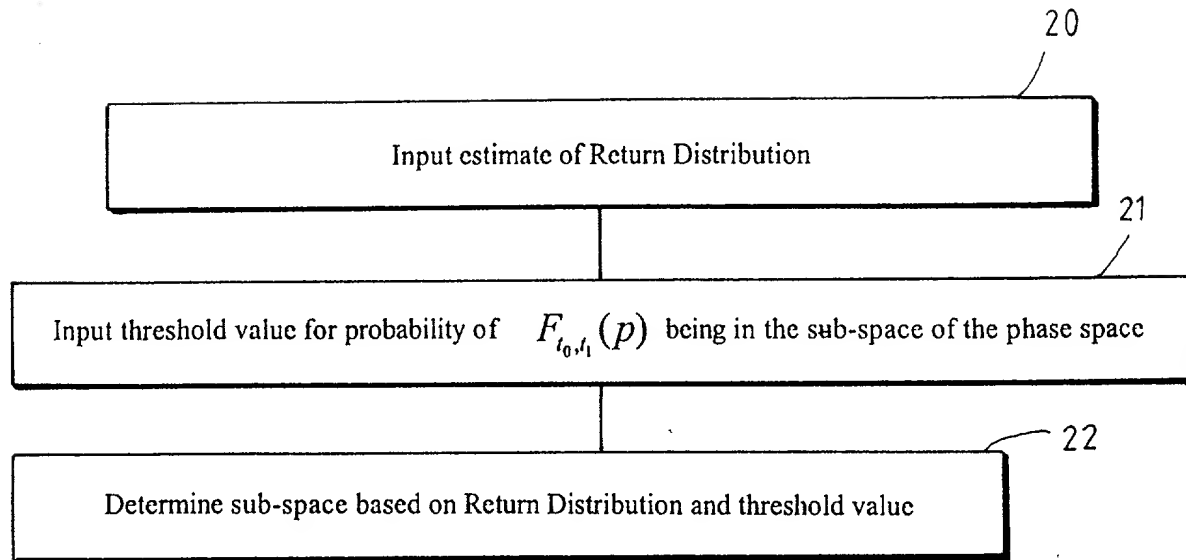 20
Input estimate of Return Distribution
21
Input threshold value for probability of F_{t_0,t_1}(p) being in the sub-space of the phase space
22
Determine sub-space based on Return Distribution and threshold value